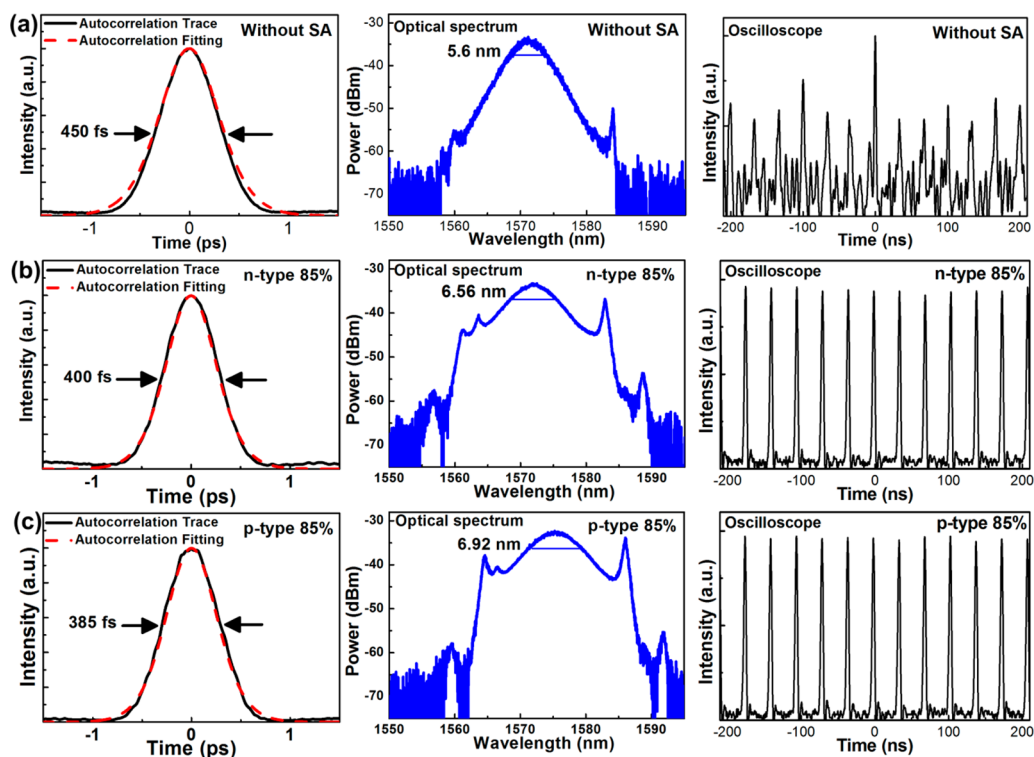 (a)
Autocorrelation Trace
Autocorrelation Fitting
Without SA
450 fs
Intensity (a.u.)
-1 0 1
Time (ps)
Optical spectrum
Without SA
5.6 nm
Power (dBm)
-30
-40
-50
-60
-70
1550 1560 1570 1580 1590
Wavelength (nm)
Oscilloscope
Without SA
Intensity (a.u.)
-200 -100 0 100 200
Time (ns)
(b)
Autocorrelation Trace
Autocorrelation Fitting
n-type 85%
400 fs
Intensity (a.u.)
-1 0 1
Time (ps)
Optical spectrum
n-type 85%
6.56 nm
Power (dBm)
-30
-40
-50
-60
-70
1550 1560 1570 1580 1590
Wavelength (nm)
Oscilloscope
n-type 85%
Intensity (a.u.)
-200 -100 0 100 200
Time (ns)
(c)
Autocorrelation Trace
Autocorrelation Fitting
p-type 85%
385 fs
Intensity (a.u.)
-1 0 1
Time (ps)
Optical spectrum
p-type 85%
6.92 nm
Power (dBm)
-30
-40
-50
-60
-70
1550 1560 1570 1580 1590
Wavelength (nm)
Oscilloscope
p-type 85%
Intensity (a.u.)
-200 -100 0 100 200
Time (ns)